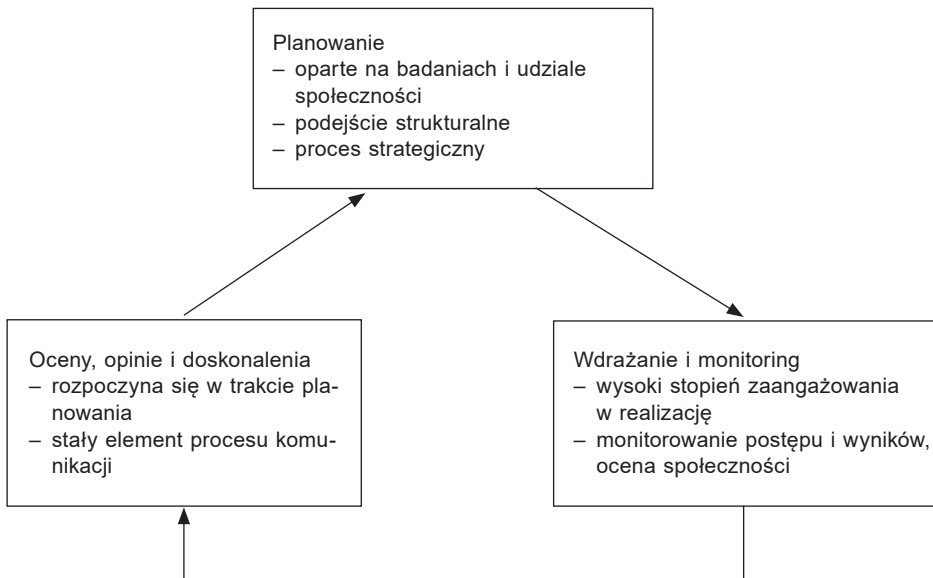 Planowanie
– oparte na badaniach i udziale
społeczności
– podejście strukturalne
– proces strategiczny
Oceny, opinie i doskonalenia
– rozpoczyna się w trakcie pla-
nowania
– stały element procesu komu-
nikacji
Wdrażanie i monitoring
– wysoki stopień zaangażowania
w realizację
– monitorowanie postępu i wyników,
ocena społeczności